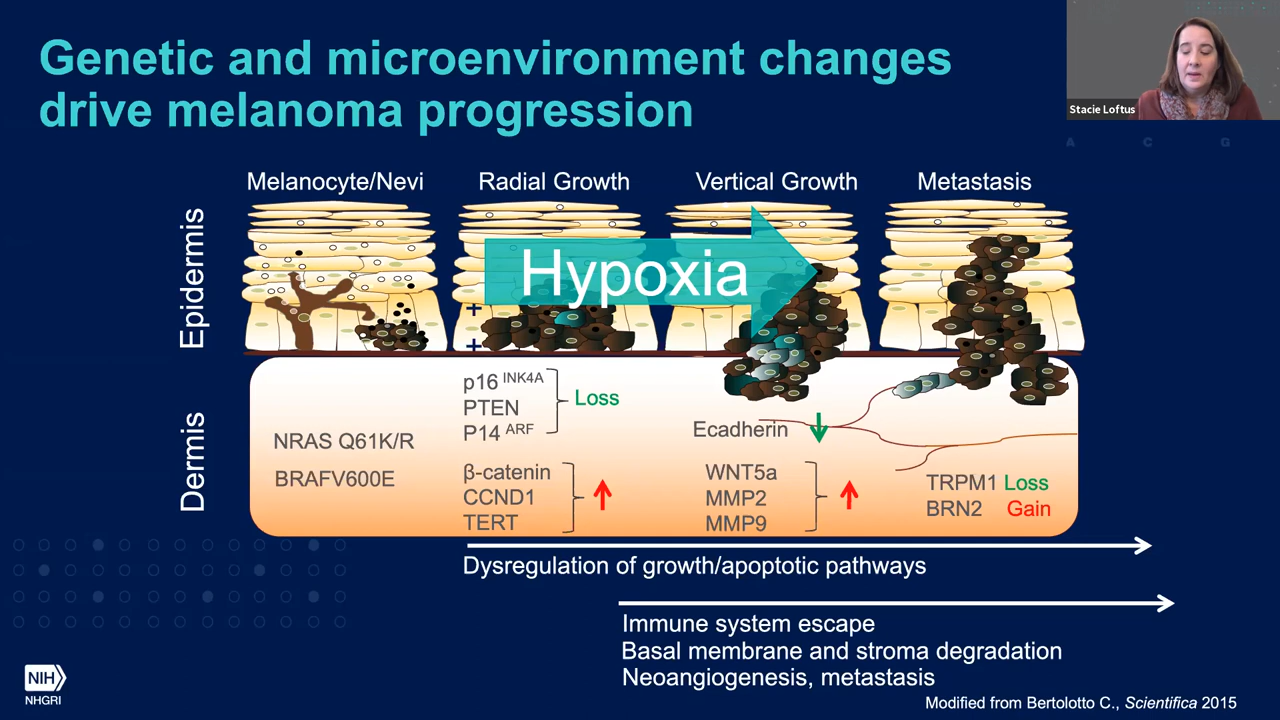 Genetic and microenvironment changes
drive melanoma progression
Stacie Loftus
A C G
Melanocyte/Nevi Radial Growth Vertical Growth Metastasis
Epidermis
Hypoxia
+
+
Dermis
NRAS Q61K/R
BRAFV600E
p16 INK4A
PTEN
P14 ARF
Loss
β-catenin
CCND1
TERT
Ecadherin
WNT5a
MMP2
MMP9
TRPM1 Loss
BRN2 Gain
Dysregulation of growth/apoptotic pathways
Immune system escape
Basal membrane and stroma degradation
Neoangiogenesis, metastasis
NIH
NHGRI
Modified from Bertolotto C., Scientifica 2015